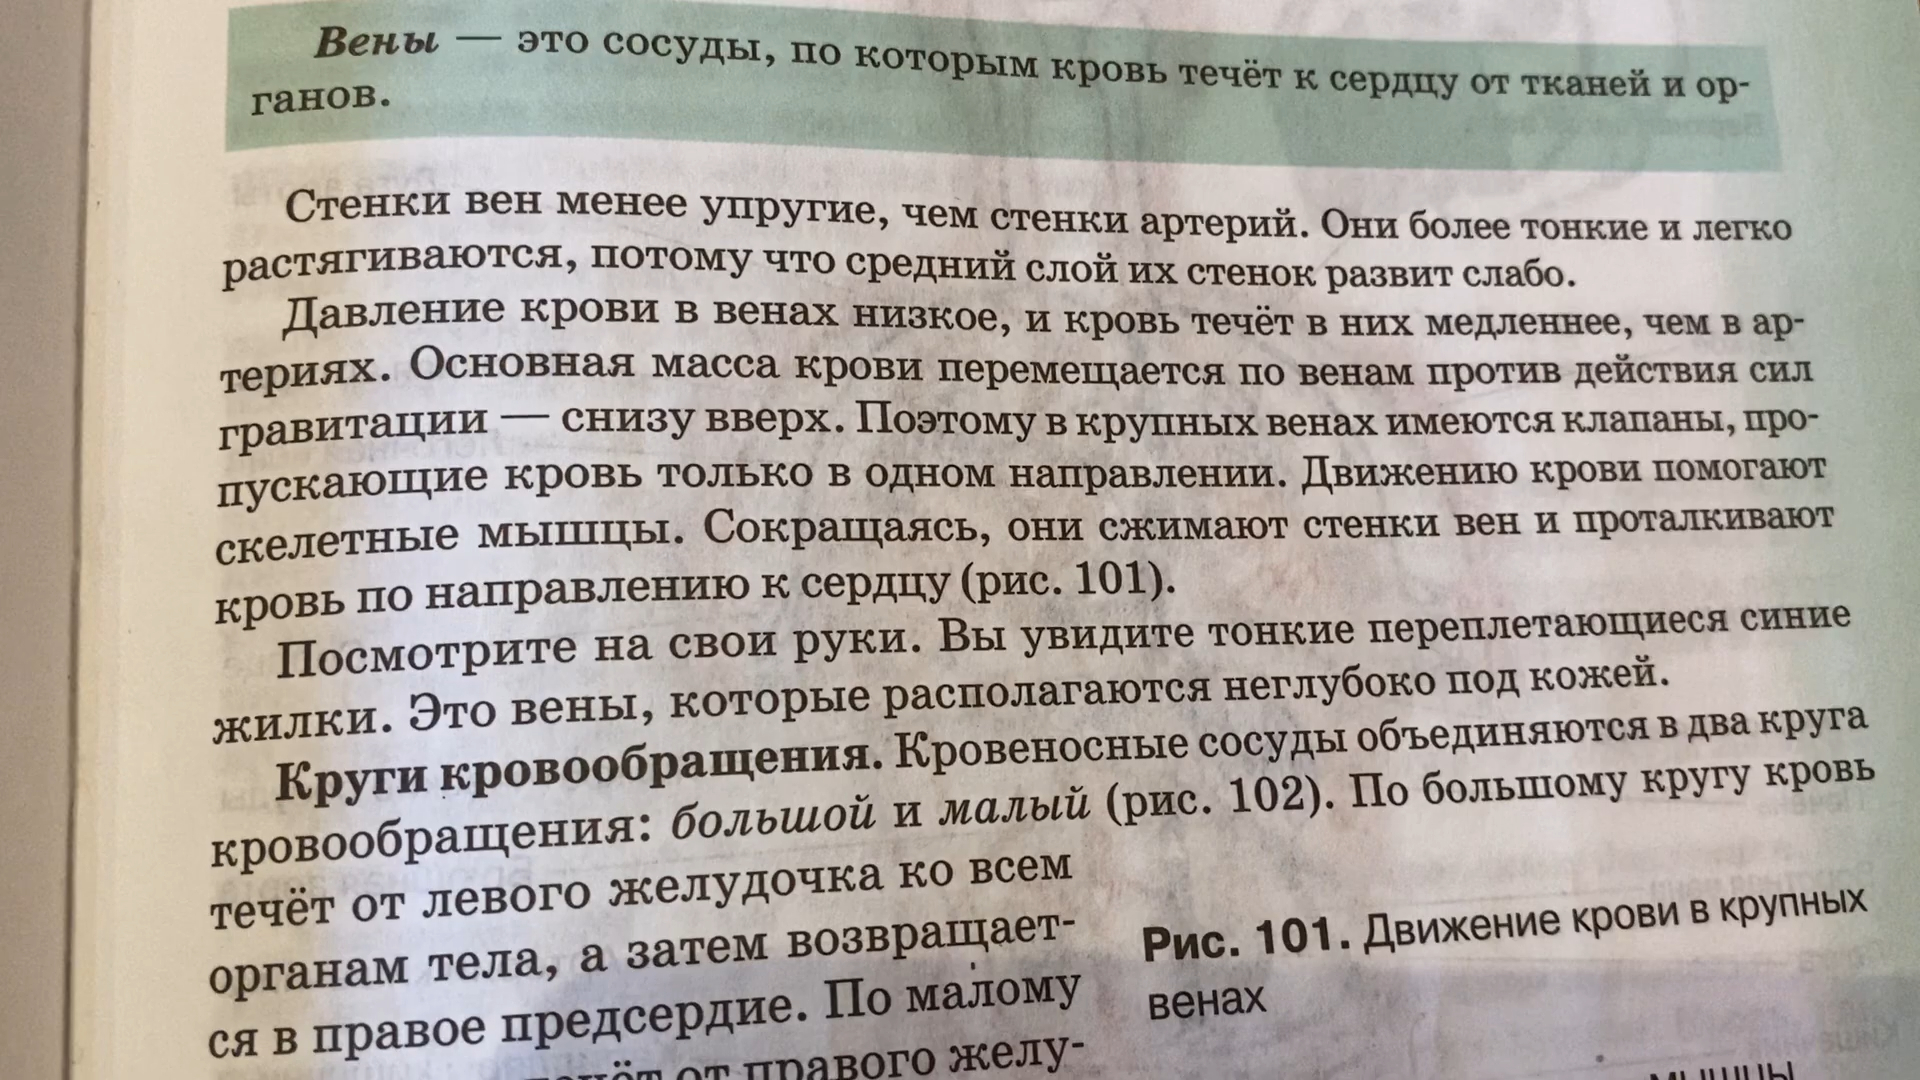 Вены — это сосуды, по которым кровь течёт к сердцу от тканей и ор-
ганов.
Стенки вен менее упругие, чем стенки артерий. Они более тонкие и легко
растягиваются, потому что средний слой их стенок развит слабо.
Давление крови в венах низкое, и кровь течёт в них медленнее, чем в ар-
териях. Основная масса крови перемещается по венам против действия сил
гравитации — снизу вверх. Поэтому в крупных венах имеются клапаны, про-
пускающие кровь только в одном направлении. Движению крови помогают
скелетные мышцы. Сокращаясь, они сжимают стенки вен и проталкивают
кровь по направлению к сердцу (рис. 101).
Посмотрите на свои руки. Вы увидите тонкие переплетающиеся синие
жилки. Это вены, которые располагаются неглубоко под кожей.
Круги кровообращения. Кровеносные сосуды объединяются в два круга
кровообращения: большой и малый (рис. 102). По большому кругу кровь
течёт от левого желудочка ко всем
органам тела, а затем возвращает-
ся в правое предсердие. По малому
от правого желу-
Рис. 101. Движение крови в крупных
венах